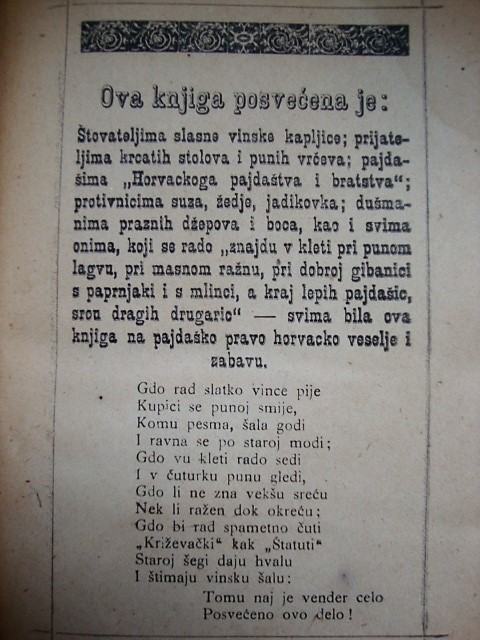 Ova knjiga posvećena je:
Štovateljima slasne vinske kapljice; prijate-
ljima krcatih stolova i punih vrčeva; pajda-
šima „Horvackoga pajdaštva i bratstva“;
protivnicima suza, žedje, jadikovka; dušma-
nima praznih džepova i boca, kao i svima
onima, koji se rado „znajdu v kleti pri punom
lagvu, pri masnom ražnu, pri dobroj gibanici
s paprnjaki i s mlinci, a kraj lepih pajdašic,
srcu dragih drugaric“ — svima bila ova
knjiga na pajdaško pravo horvacko veselje i
zabavu.
Gdo rad slatko vince pije
Kupici se punoj smije,
Komu pesma, šala godi
I ravna se po staroj modi;
Gdo vu kleti rado sedi
I v čuturku punu gledi,
Gdo li ne zna vekšu sreću
Nek li ražen dok okreću;
Gdo bi rad spametno čuti
„Križevački“ kak „Štatuti“
Staroj šegi daju hvalu
I štimaju vinsku šalu:
Tomu naj je vender celo
Posvećeno ovo delo!